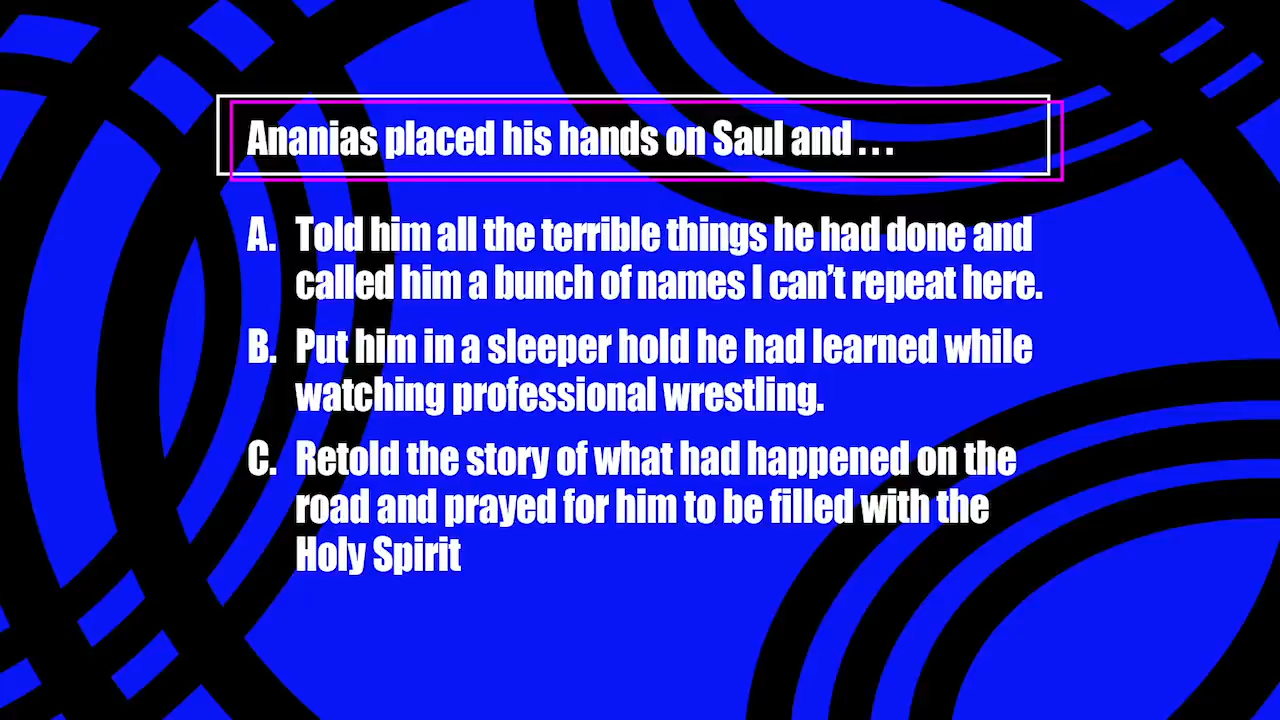 Ananias placed his hands on Saul and . . .
A. Told him all the terrible things he had done and
called him a bunch of names I can’t repeat here.
B. Put him in a sleeper hold he had learned while
watching professional wrestling.
C. Retold the story of what had happened on the
road and prayed for him to be filled with the
Holy Spirit